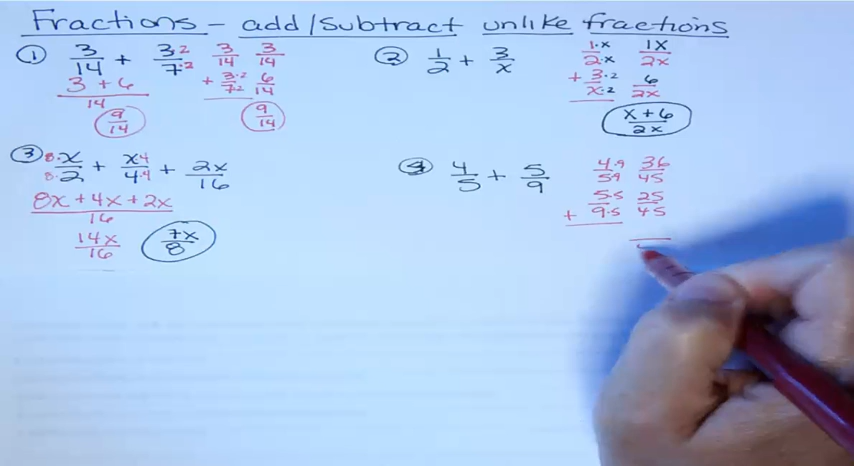 Fractions - add/subtract unlike fractions
① 3/14 + 3·2/7·2
3 + 6/14
9/14
3/14 3/14
+ 3·2/7·2 6/14
9/14
② 1/2 + 3/x
1·x/2·x 1x/2x
+ 3·2/x·2 6/2x
x+6/2x
③ 8·x/8·2 + x·4/4·4 + 2x/16
8x + 4x + 2x/16
14x/16 7x/8
④ 4/5 + 5/9
4·9/59 36/45
+ 5·5/9·5 25/45